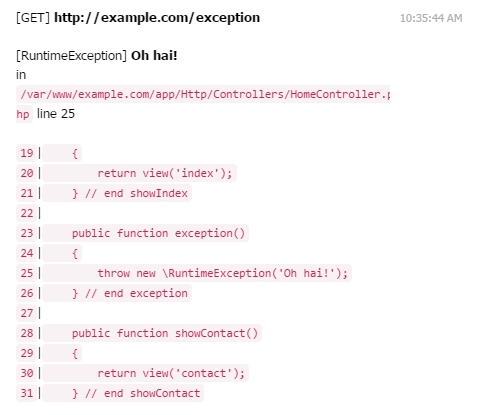 [GET] http://example.com/exception 10:35:44 AM
[RuntimeException] Oh hai!
in
/var/www/example.com/app/Http/Controllers/HomeController.p
hp line 25
19|    {
20|        return view('index');
21|    } // end showIndex
22|
23|    public function exception()
24|    {
25|        throw new \RuntimeException('Oh hai!');
26|    } // end exception
27|
28|    public function showContact()
29|    {
30|        return view('contact');
31|    } // end showContact